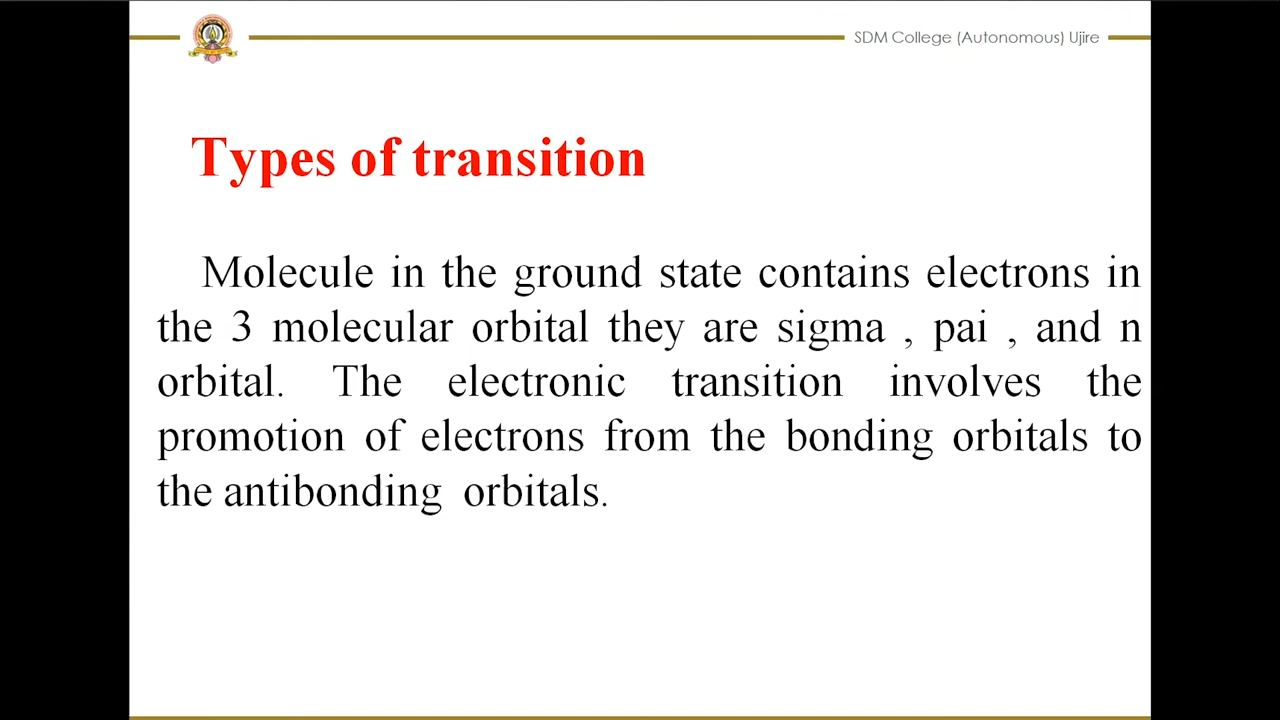 SDM College (Autonomous) Ujire
Types of transition
Molecule in the ground state contains electrons in
the 3 molecular orbital they are sigma , pai , and n
orbital. The electronic transition involves the
promotion of electrons from the bonding orbitals to
the antibonding orbitals.